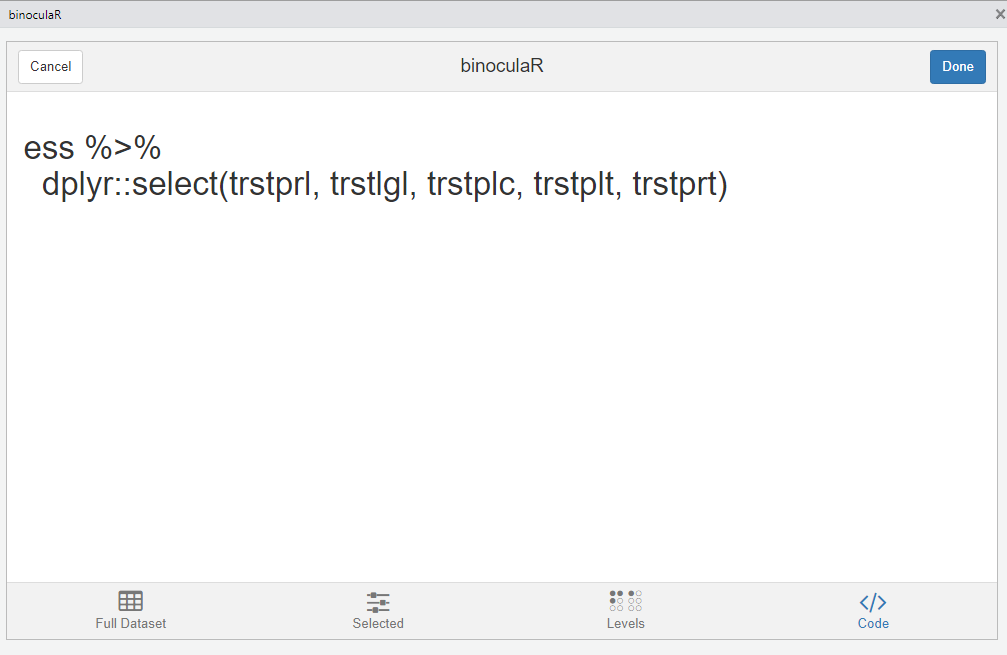 binoculaR
Cancel
binoculaR
Done
ess %>%
dplyr::select(trstprl, trstlgl, trstplc, trstplt, trstprt)
Full Dataset
Selected
Levels
Code